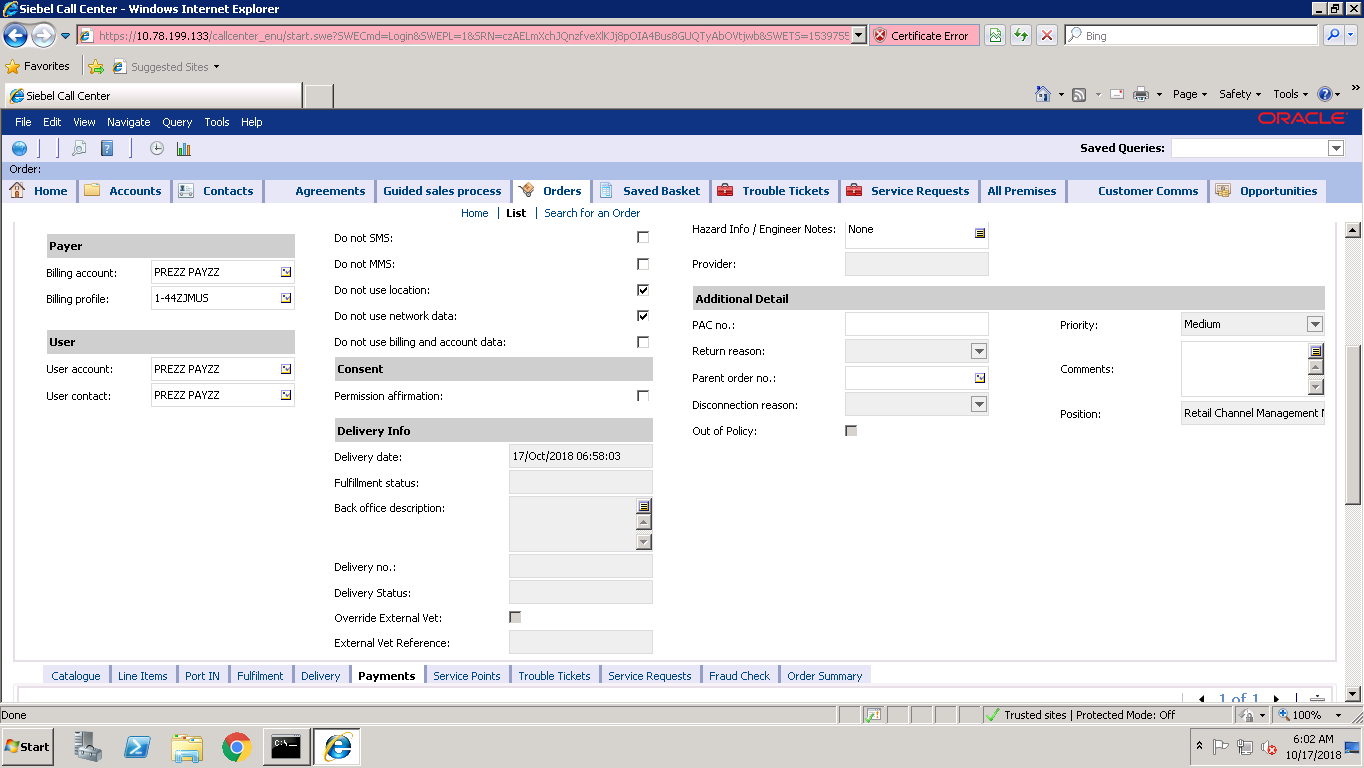 Siebel Call Center - Windows Internet Explorer
https://10.78.199.133/callcenter_enu/start.swe?SWECmd=Login&SWEPL=1&SRN=
Certificate Error
Bing
Favorites
Suggested Sites
Siebel Call Center
Page
Safety
Tools
File Edit View Navigate Query Tools Help
ORACLE
Saved Queries:
Order:
Home Accounts Contacts Agreements Guided sales process Orders Saved Basket Trouble Tickets Service Requests All Premises Customer Comms Opportunities
Home | List | Search for an Order
Payer
Billing account: PREZZ PAYZZ
Billing profile: 1-44ZJMUS
User
User account: PREZZ PAYZZ
User contact: PREZZ PAYZZ
Do not SMS:
Do not MMS:
Do not use location:
Do not use network data:
Do not use billing and account data:
Consent
Permission affirmation:
Delivery Info
Delivery date: 17/Oct/2018 06:58:03
Fulfillment status:
Back office description:
Delivery no.:
Delivery Status:
Override External Vet:
External Vet Reference:
Hazard Info / Engineer Notes: None
Provider:
Additional Detail
PAC no.:
Return reason:
Parent order no.:
Disconnection reason:
Out of Policy:
Priority: Medium
Comments:
Position: Retail Channel Management
Catalogue Line Items Port IN Fulfilment Delivery Payments Service Points Trouble Tickets Service Requests Fraud Check Order Summary
1 of 1
Done
Trusted sites | Protected Mode: Off
100%
Start
C:\
6:02 AM
10/17/2018